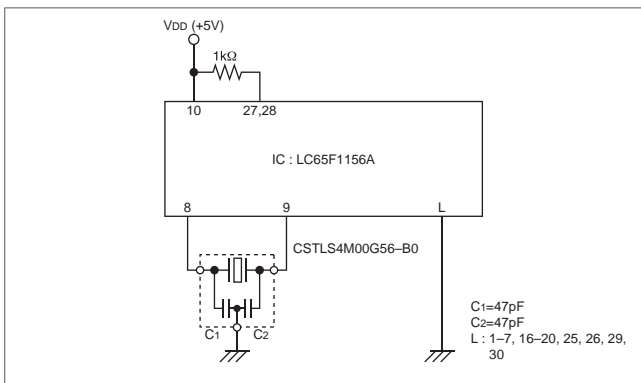 VDD (+5V)
1kΩ
10
27,28
IC : LC65F1156A
8
9
L
CSTLS4M00G56–B0
C1
C2
C1=47pF
C2=47pF
L : 1–7, 16–20, 25, 26, 29,
30